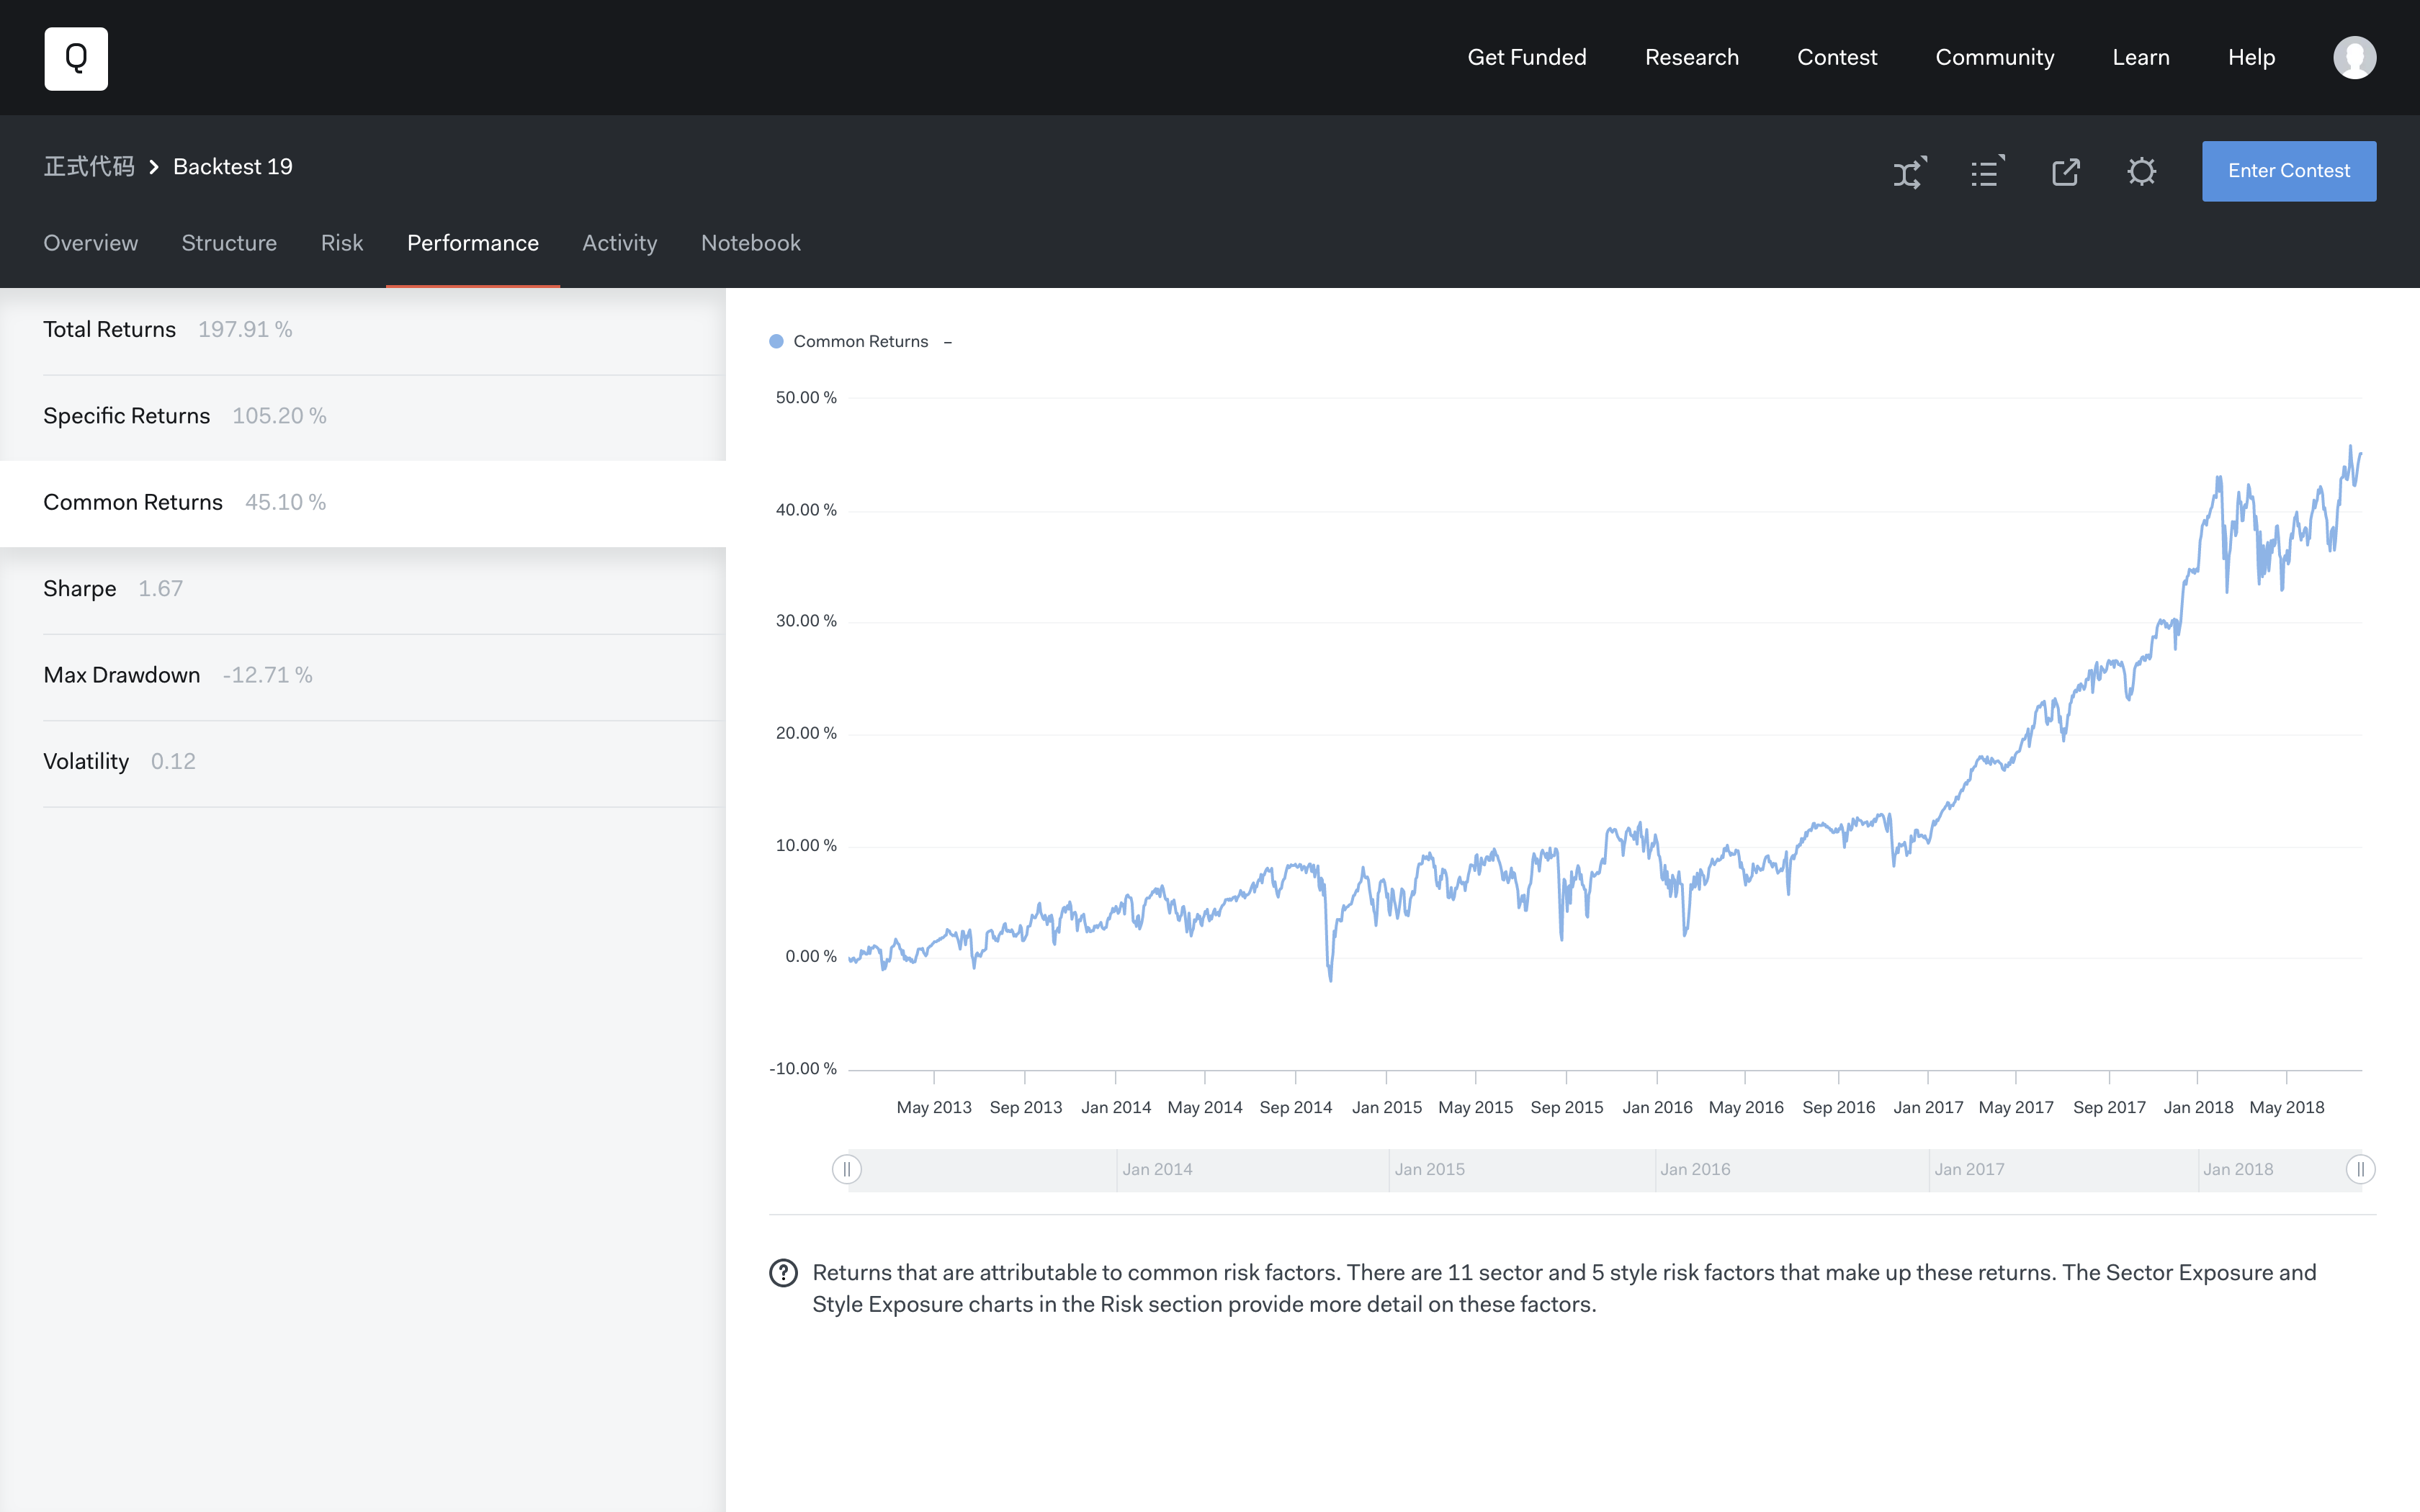 Q
Get Funded Research Contest Community Learn Help
正式代码 > Backtest 19
Enter Contest
Overview Structure Risk Performance Activity Notebook
Total Returns 197.91 %
Specific Returns 105.20 %
Common Returns 45.10 %
Sharpe 1.67
Max Drawdown -12.71 %
Volatility 0.12
Common Returns –
50.00 %
40.00 %
30.00 %
20.00 %
10.00 %
0.00 %
-10.00 %
May 2013 Sep 2013 Jan 2014 May 2014 Sep 2014 Jan 2015 May 2015 Sep 2015 Jan 2016 May 2016 Sep 2016 Jan 2017 May 2017 Sep 2017 Jan 2018 May 2018
Jan 2014 Jan 2015 Jan 2016 Jan 2017 Jan 2018
? Returns that are attributable to common risk factors. There are 11 sector and 5 style risk factors that make up these returns. The Sector Exposure and
Style Exposure charts in the Risk section provide more detail on these factors.